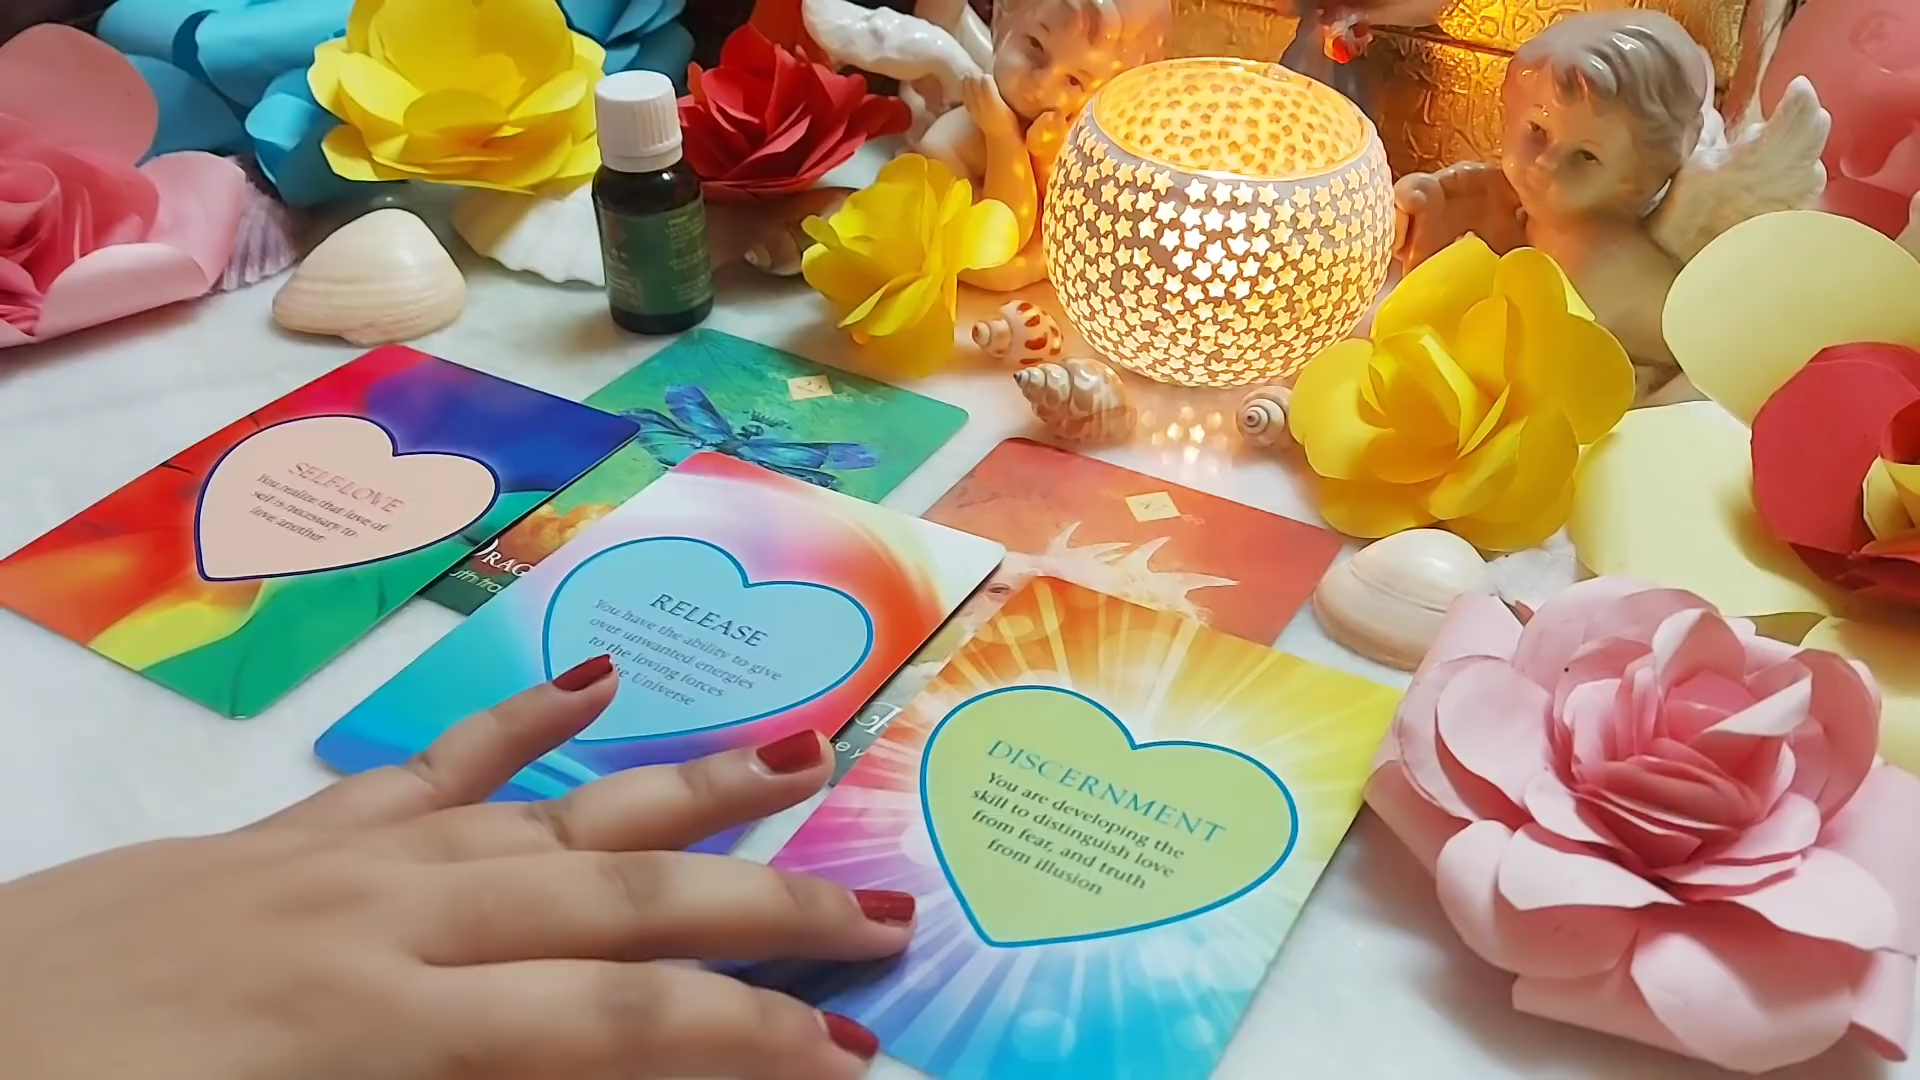 SELF-LOVE
You realize that love of
self is necessary to
love another
RELEASE
You have the ability to give
over unwanted energies
to the loving forces
Universe
DISCERNMENT
You are developing the
skill to distinguish love
from fear, and truth
from illusion